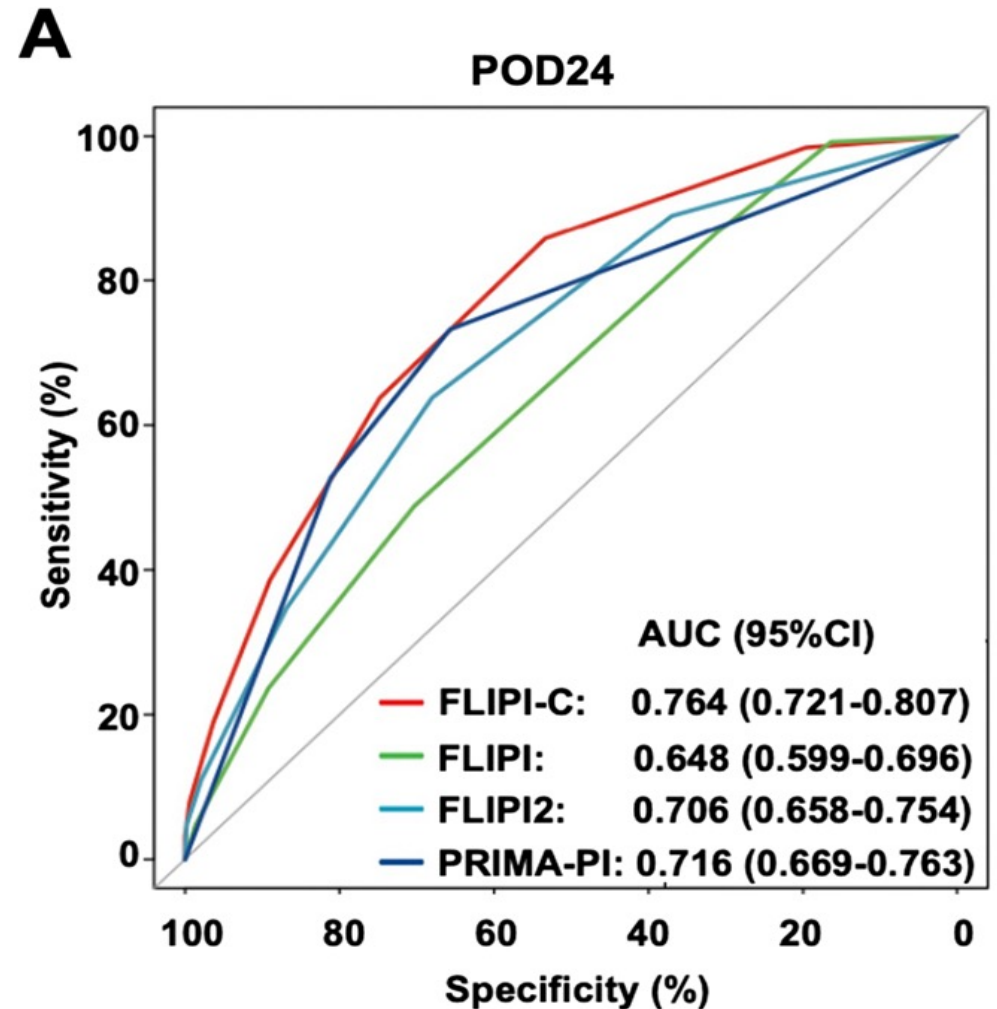 A
POD24
100
80
60
40
20
0
Sensitivity (%)
AUC (95%CI)
FLIPI-C: 0.764 (0.721-0.807)
FLIPI: 0.648 (0.599-0.696)
FLIPI2: 0.706 (0.658-0.754)
PRIMA-PI: 0.716 (0.669-0.763)
100 80 60 40 20 0
Specificity (%)